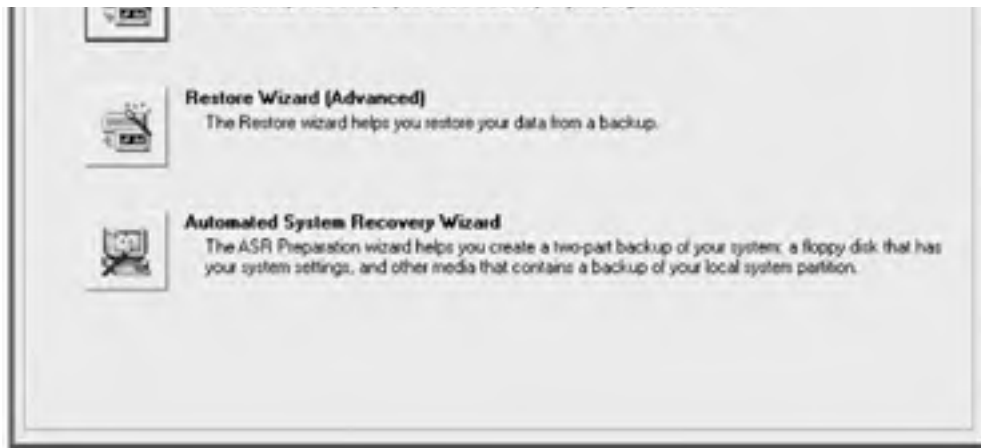 Restore Wizard (Advanced)
The Restore wizard helps you restore your data from a backup.
Automated System Recovery Wizard
The ASR Preparation wizard helps you create a two-part backup of your system: a floppy disk that has
your system settings, and other media that contains a backup of your local system partition.